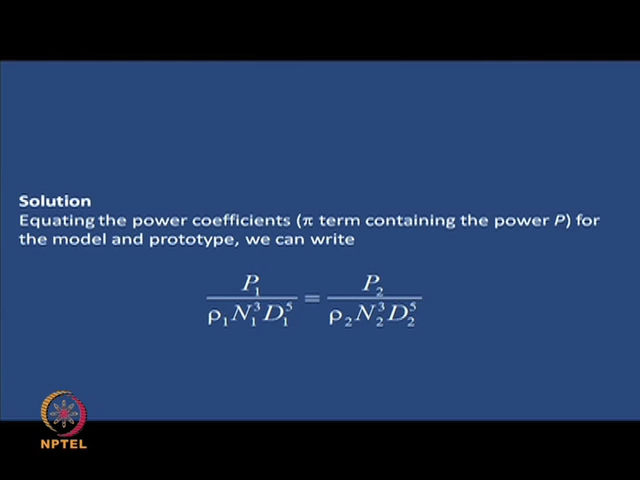 Solution
Equating the power coefficients (π term containing the power P) for
the model and prototype, we can write
P₁/(ρ₁N₁³D₁⁵) = P₂/(ρ₂N₂³D₂⁵)
NPTEL